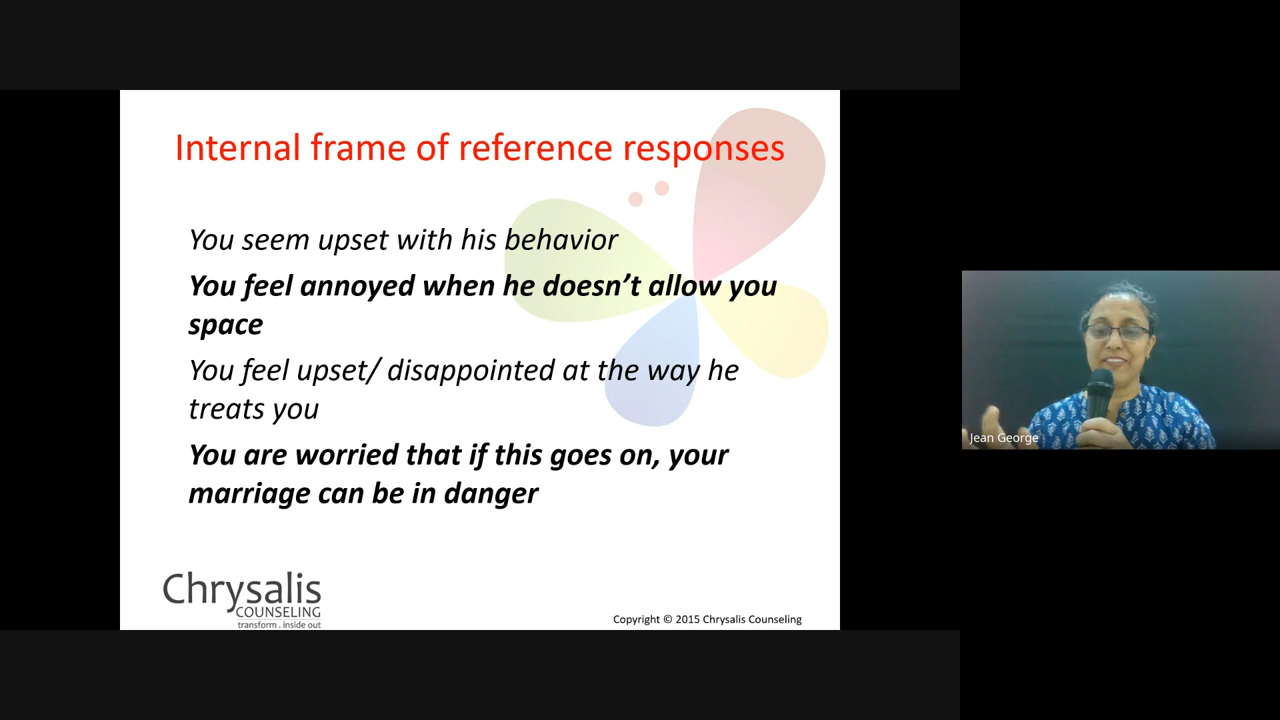 Internal frame of reference responses
You seem upset with his behavior
You feel annoyed when he doesn’t allow you
space
You feel upset/ disappointed at the way he
treats you
You are worried that if this goes on, your
marriage can be in danger
Chrysalis
COUNSELING
transform . inside out
Copyright © 2015 Chrysalis Counseling
Jean George